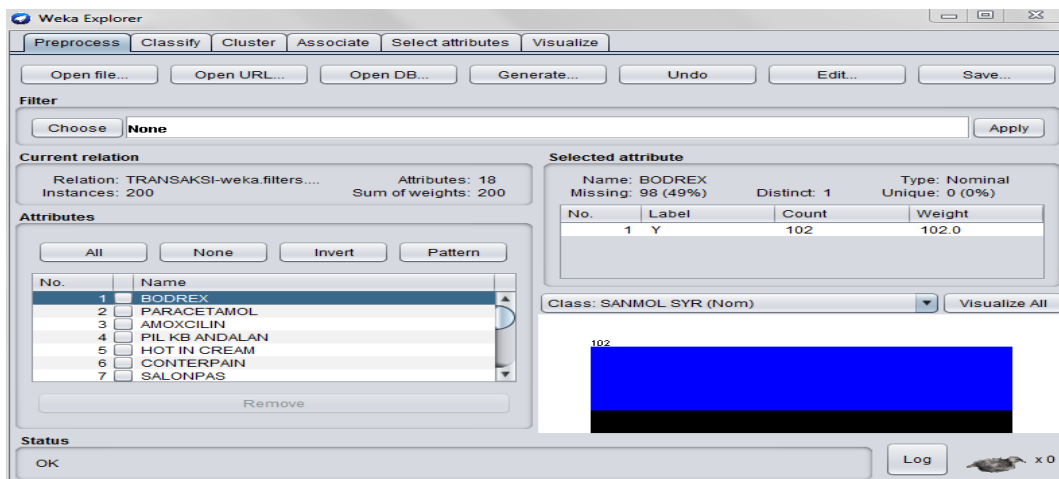 Weka Explorer
Preprocess Classify Cluster Associate Select attributes Visualize
Open file... Open URL... Open DB... Generate... Undo Edit... Save...
Filter
Choose None Apply
Current relation
Relation: TRANSAKSI-weka.filters.... Attributes: 18
Instances: 200 Sum of weights: 200
Selected attribute
Name: BODREX Type: Nominal
Missing: 98 (49%) Distinct: 1 Unique: 0 (0%)
No. Label Count Weight
1 Y 102 102.0
Attributes
All None Invert Pattern
No. Name
1 BODREX
2 PARACETAMOL
3 AMOXCILIN
4 PIL KB ANDALAN
5 HOT IN CREAM
6 CONTERPAIN
7 SALONPAS
Remove
Class: SANMOL SYR (Nom) Visualize All
102
Status
OK
Log x 0